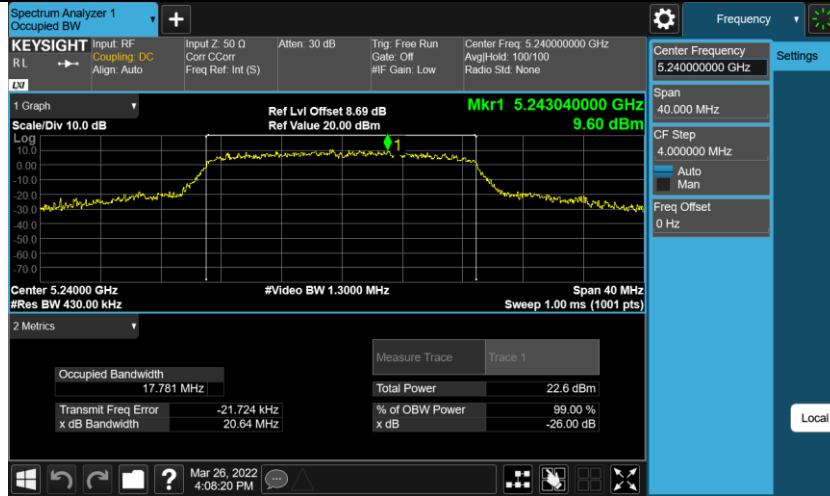 Spectrum Analyzer 1
Occupied BW
+
Frequency
KEYSIGHT
RL
LXI
Input: RF
Coupling: DC
Align: Auto
Input Z: 50 Ω
Corr CCorr
Freq Ref: Int (S)
Atten: 30 dB
Trig: Free Run
Gate: Off
#IF Gain: Low
Center Freq: 5.240000000 GHz
Avg|Hold: 100/100
Radio Std: None
Center Frequency
5.240000000 GHz
Settings
Span
40.000 MHz
CF Step
4.000000 MHz
Auto
Man
Freq Offset
0 Hz
Local
1 Graph
Scale/Div 10.0 dB
Ref Lvl Offset 8.69 dB
Ref Value 20.00 dBm
Mkr1 5.243040000 GHz
9.60 dBm
Log
10.0
0.00
-10.0
-20.0
-30.0
-40.0
-50.0
-60.0
-70.0
1
Center 5.24000 GHz
#Video BW 1.3000 MHz
Span 40 MHz
#Res BW 430.00 kHz
Sweep 1.00 ms (1001 pts)
2 Metrics
Measure Trace
Trace 1
Occupied Bandwidth
17.781 MHz
Total Power
22.6 dBm
Transmit Freq Error
-21.724 kHz
% of OBW Power
99.00 %
x dB Bandwidth
20.64 MHz
x dB
-26.00 dB
?
Mar 26, 2022
4:08:20 PM